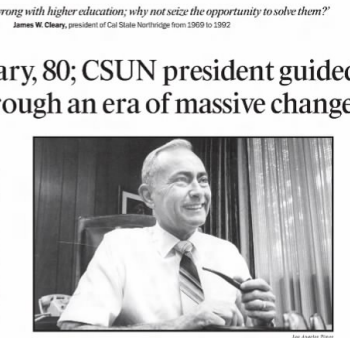 wrong with higher education; why not seize the opportunity to solve them?’
James W. Cleary, president of Cal State Northridge from 1969 to 1992
ary, 80; CSUN president guided
rough an era of massive change
Los Angeles Times